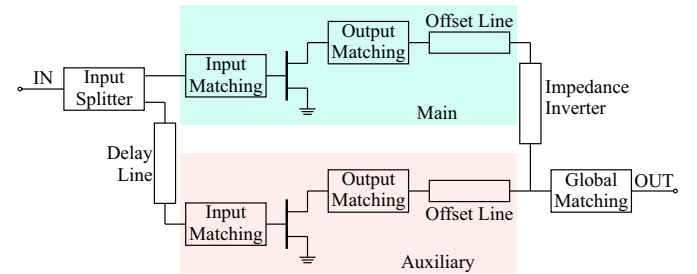 Offset Line
Output
Matching
IN
Input
Splitter
Input
Matching
Impedance
Inverter
Main
Delay
Line
Output
Matching
Global
Matching
OUT
Input
Matching
Offset Line
Auxiliary